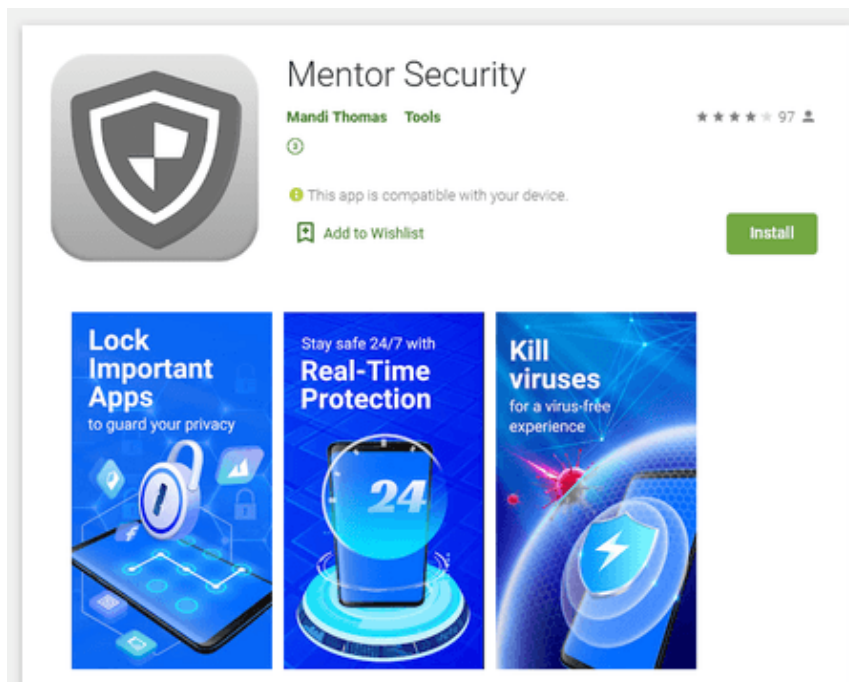 Mentor Security
Mandi Thomas Tools
97
3
This app is compatible with your device.
Add to Wishlist
Install
Lock
Important
Apps
to guard your privacy
Stay safe 24/7 with
Real-Time
Protection
24
Kill
viruses
for a virus-free
experience